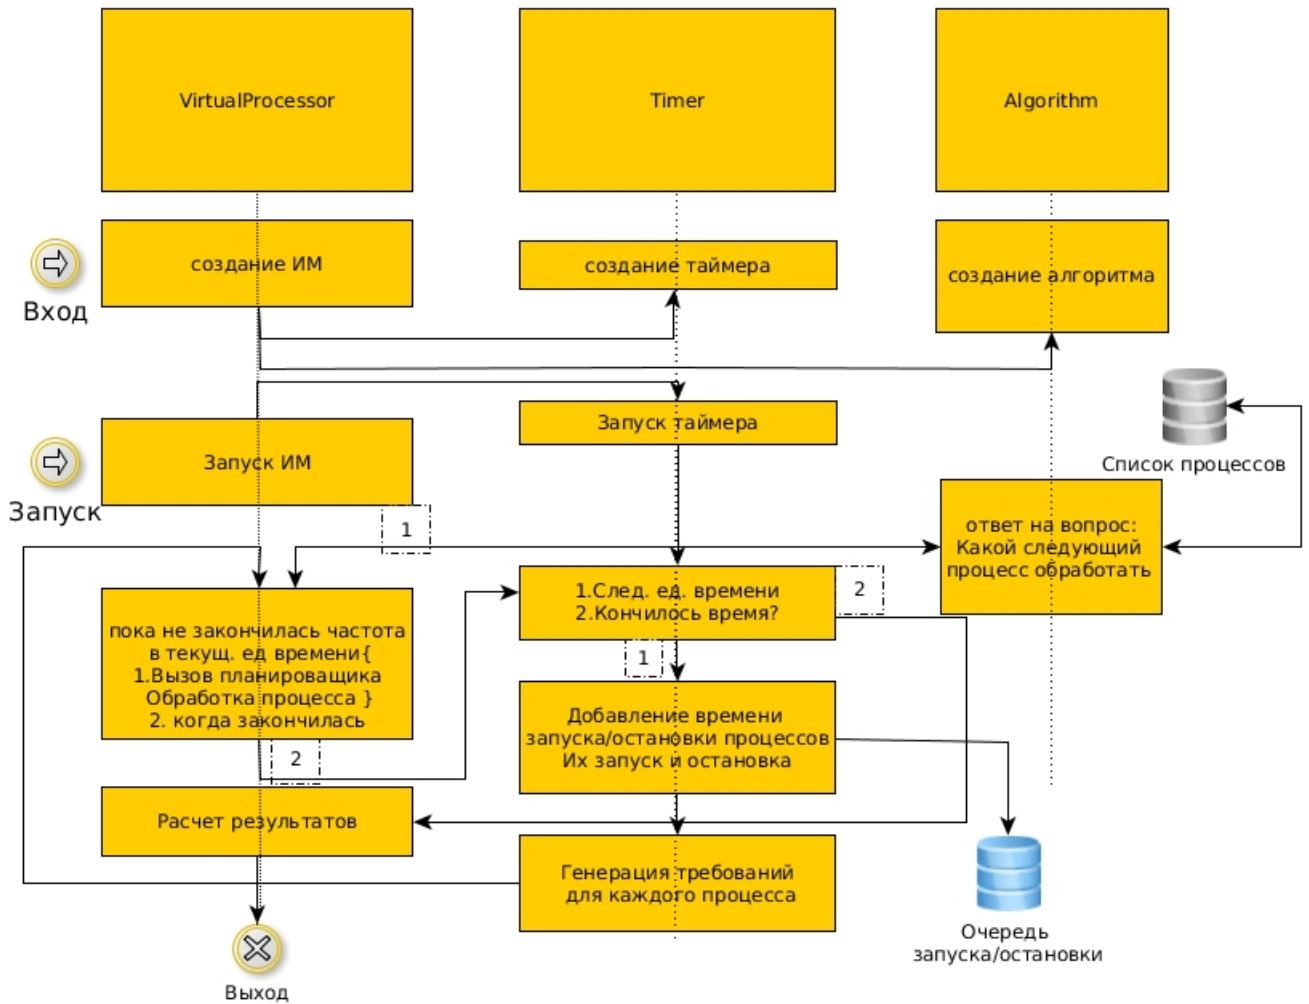 VirtualProcessor
Timer
Algorithm
создание ИМ
создание таймера
создание алгоритма
Вход
Запуск ИМ
Запуск таймера
Список процессов
Запуск
1
ответ на вопрос:
Какой следующий
процесс обработать
1.След. ед. времени
2.Кончилось время?
2
пока не закончилась частота
в текущ. ед времени{
1.Вызов планироващика
Обработка процесса }
2. когда закончилась
1
2
Добавление времени
запуска/остановки процессов
Их запуск и остановка
Расчет результатов
Генерация требований
для каждого процесса
Очередь
запуска/остановки
Выход